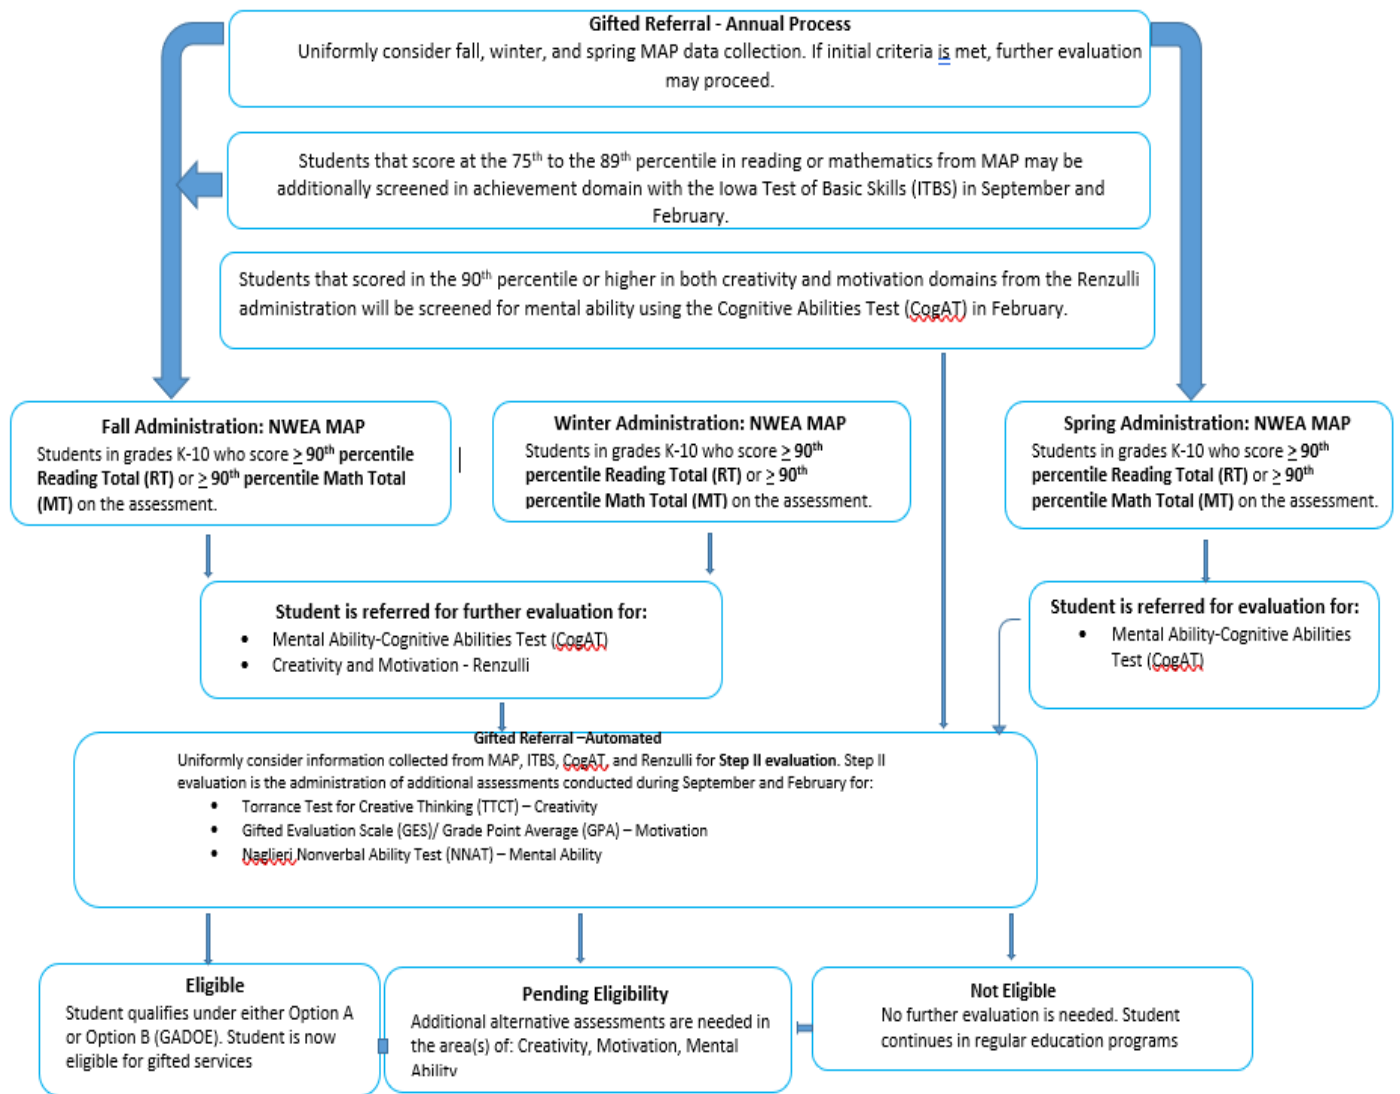 Gifted Referral - Annual Process
Uniformly consider fall, winter, and spring MAP data collection. If initial criteria is met, further evaluation
may proceed.
Students that score at the 75th to the 89th percentile in reading or mathematics from MAP may be
additionally screened in achievement domain with the Iowa Test of Basic Skills (ITBS) in September and
February.
Students that scored in the 90th percentile or higher in both creativity and motivation domains from the Renzulli
administration will be screened for mental ability using the Cognitive Abilities Test (CogAT) in February.
Fall Administration: NWEA MAP
Students in grades K-10 who score ≥ 90th percentile
Reading Total (RT) or ≥ 90th percentile Math Total
(MT) on the assessment.
Winter Administration: NWEA MAP
Students in grades K-10 who score ≥ 90th
percentile Reading Total (RT) or ≥ 90th
percentile Math Total (MT) on the assessment.
Spring Administration: NWEA MAP
Students in grades K-10 who score ≥ 90th
percentile Reading Total (RT) or ≥ 90th
percentile Math Total (MT) on the assessment.
Student is referred for further evaluation for:
• Mental Ability-Cognitive Abilities Test (CogAT)
• Creativity and Motivation - Renzulli
Student is referred for evaluation for:
• Mental Ability-Cognitive Abilities
Test (CogAT)
Gifted Referral –Automated
Uniformly consider information collected from MAP, ITBS, CogAT, and Renzulli for Step II evaluation. Step II
evaluation is the administration of additional assessments conducted during September and February for:
• Torrance Test for Creative Thinking (TTCT) – Creativity
• Gifted Evaluation Scale (GES)/ Grade Point Average (GPA) – Motivation
• Naglieri Nonverbal Ability Test (NNAT) – Mental Ability
Eligible
Student qualifies under either Option A
or Option B (GADOE). Student is now
eligible for gifted services
Pending Eligibility
Additional alternative assessments are needed in
the area(s) of: Creativity, Motivation, Mental
Ability
Not Eligible
No further evaluation is needed. Student
continues in regular education programs